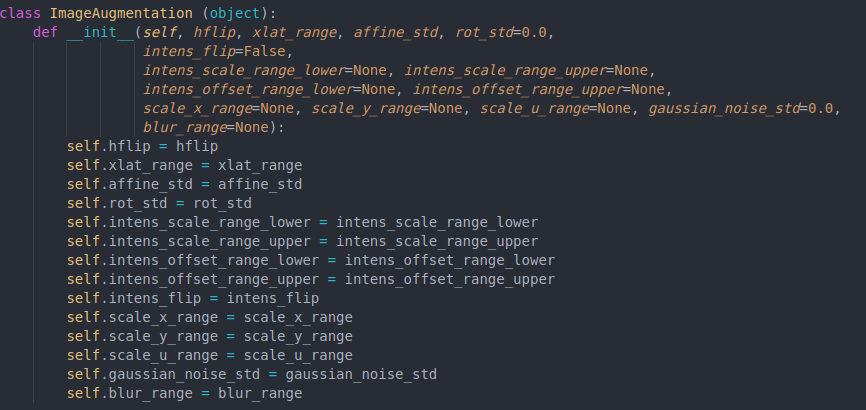 class ImageAugmentation (object):
    def __init__(self, hflip, xlat_range, affine_std, rot_std=0.0,
                 intens_flip=False,
                 intens_scale_range_lower=None, intens_scale_range_upper=None,
                 intens_offset_range_lower=None, intens_offset_range_upper=None,
                 scale_x_range=None, scale_y_range=None, scale_u_range=None, gaussian_noise_std=0.0,
                 blur_range=None):
        self.hflip = hflip
        self.xlat_range = xlat_range
        self.affine_std = affine_std
        self.rot_std = rot_std
        self.intens_scale_range_lower = intens_scale_range_lower
        self.intens_scale_range_upper = intens_scale_range_upper
        self.intens_offset_range_lower = intens_offset_range_lower
        self.intens_offset_range_upper = intens_offset_range_upper
        self.intens_flip = intens_flip
        self.scale_x_range = scale_x_range
        self.scale_y_range = scale_y_range
        self.scale_u_range = scale_u_range
        self.gaussian_noise_std = gaussian_noise_std
        self.blur_range = blur_range